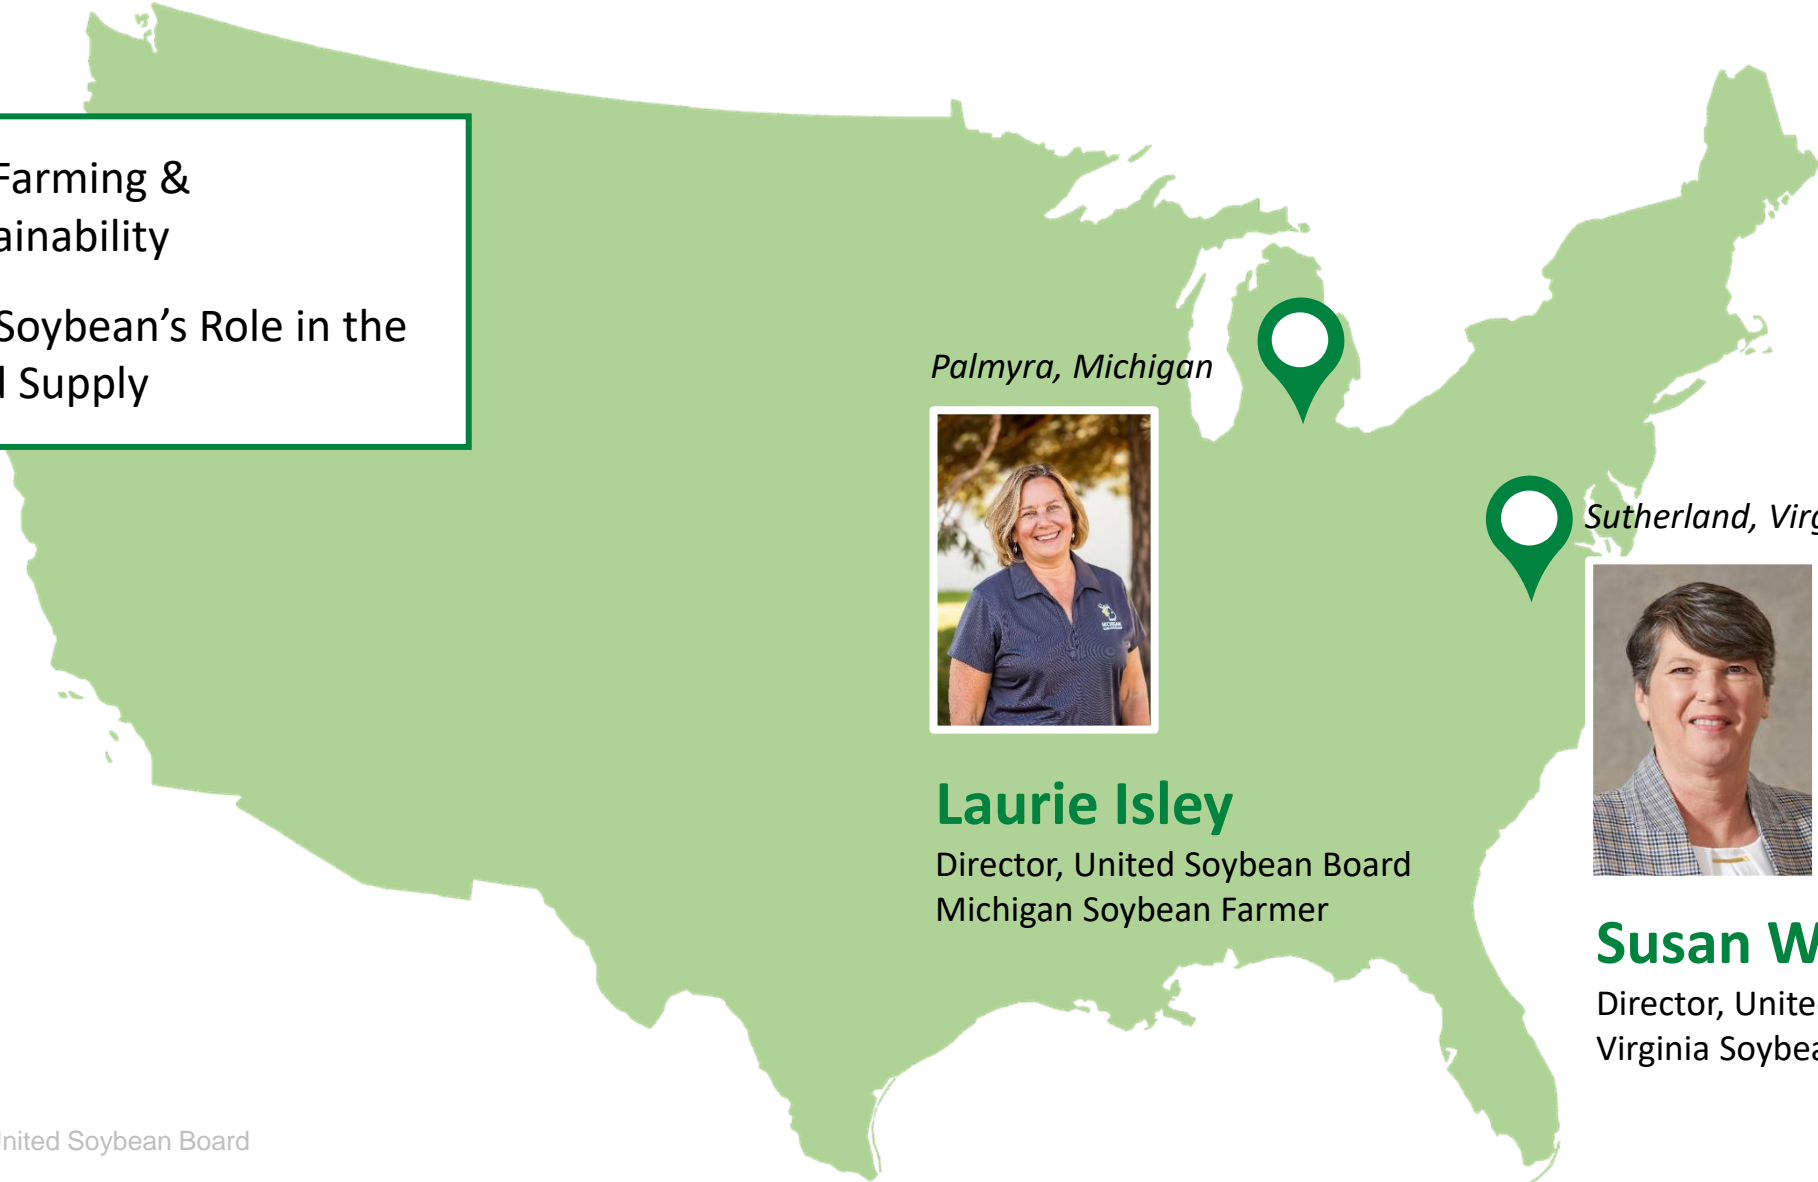 Farming &
ainability
Soybean's Role in the
Supply
Palmyra, Michigan
Sutherland, Virg
Laurie Isley
Director, United Soybean Board
Michigan Soybean Farmer
Susan W
Director, Unite
Virginia Soybea
nited Soybean Board
MICHIGAN